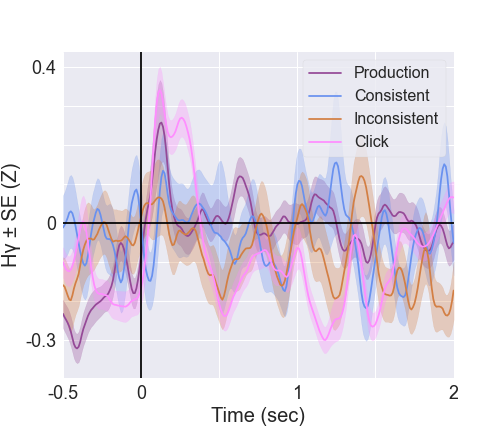 Production
Consistent
Inconsistent
Click
0.4
0
-0.3
Hγ ± SE (Z)
-0.5
0
1
2
Time (sec)